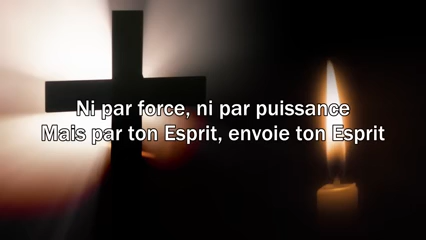 Ni par force, ni par puissance
Mais par ton Esprit, envoie ton Esprit